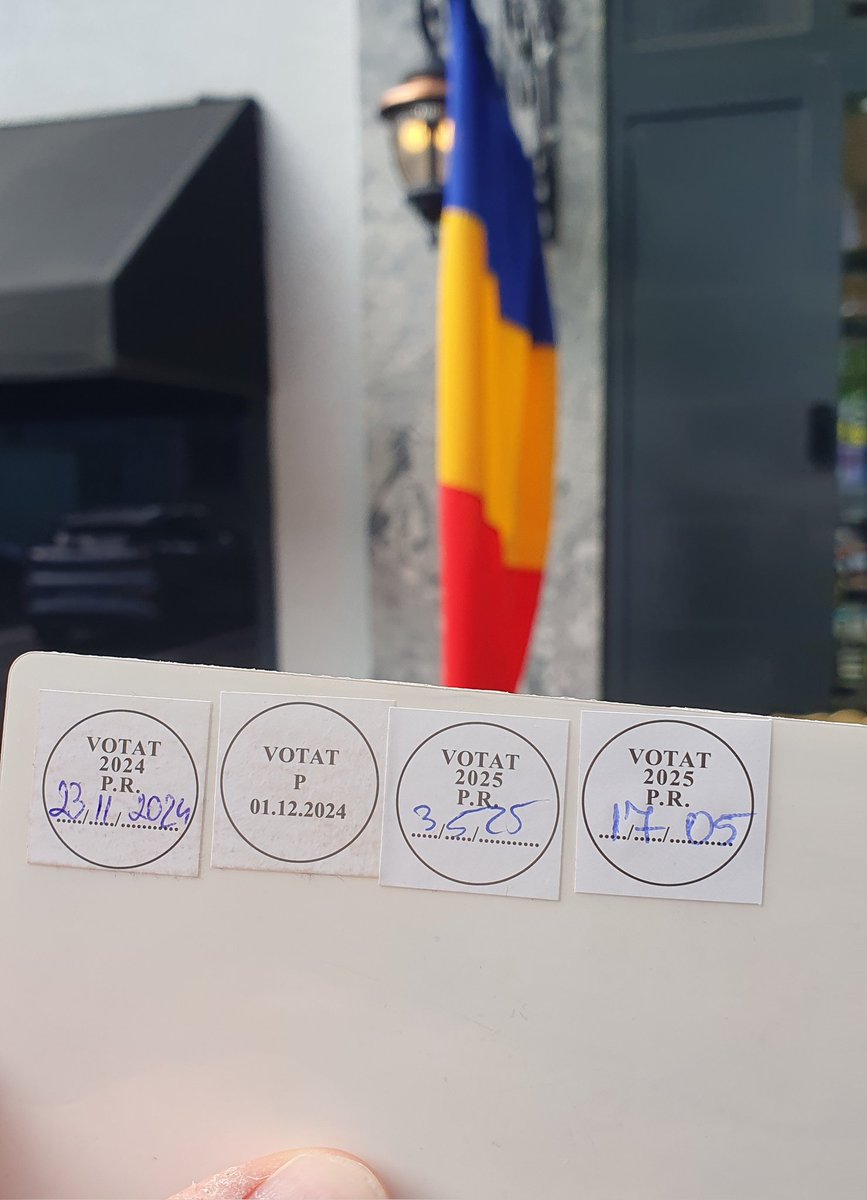 VOTAT
2024
P.R.
23/11/2024
VOTAT
P
01.12.2024
VOTAT
2025
P.R.
3/5/25
VOTAT
2025
P.R.
17/05